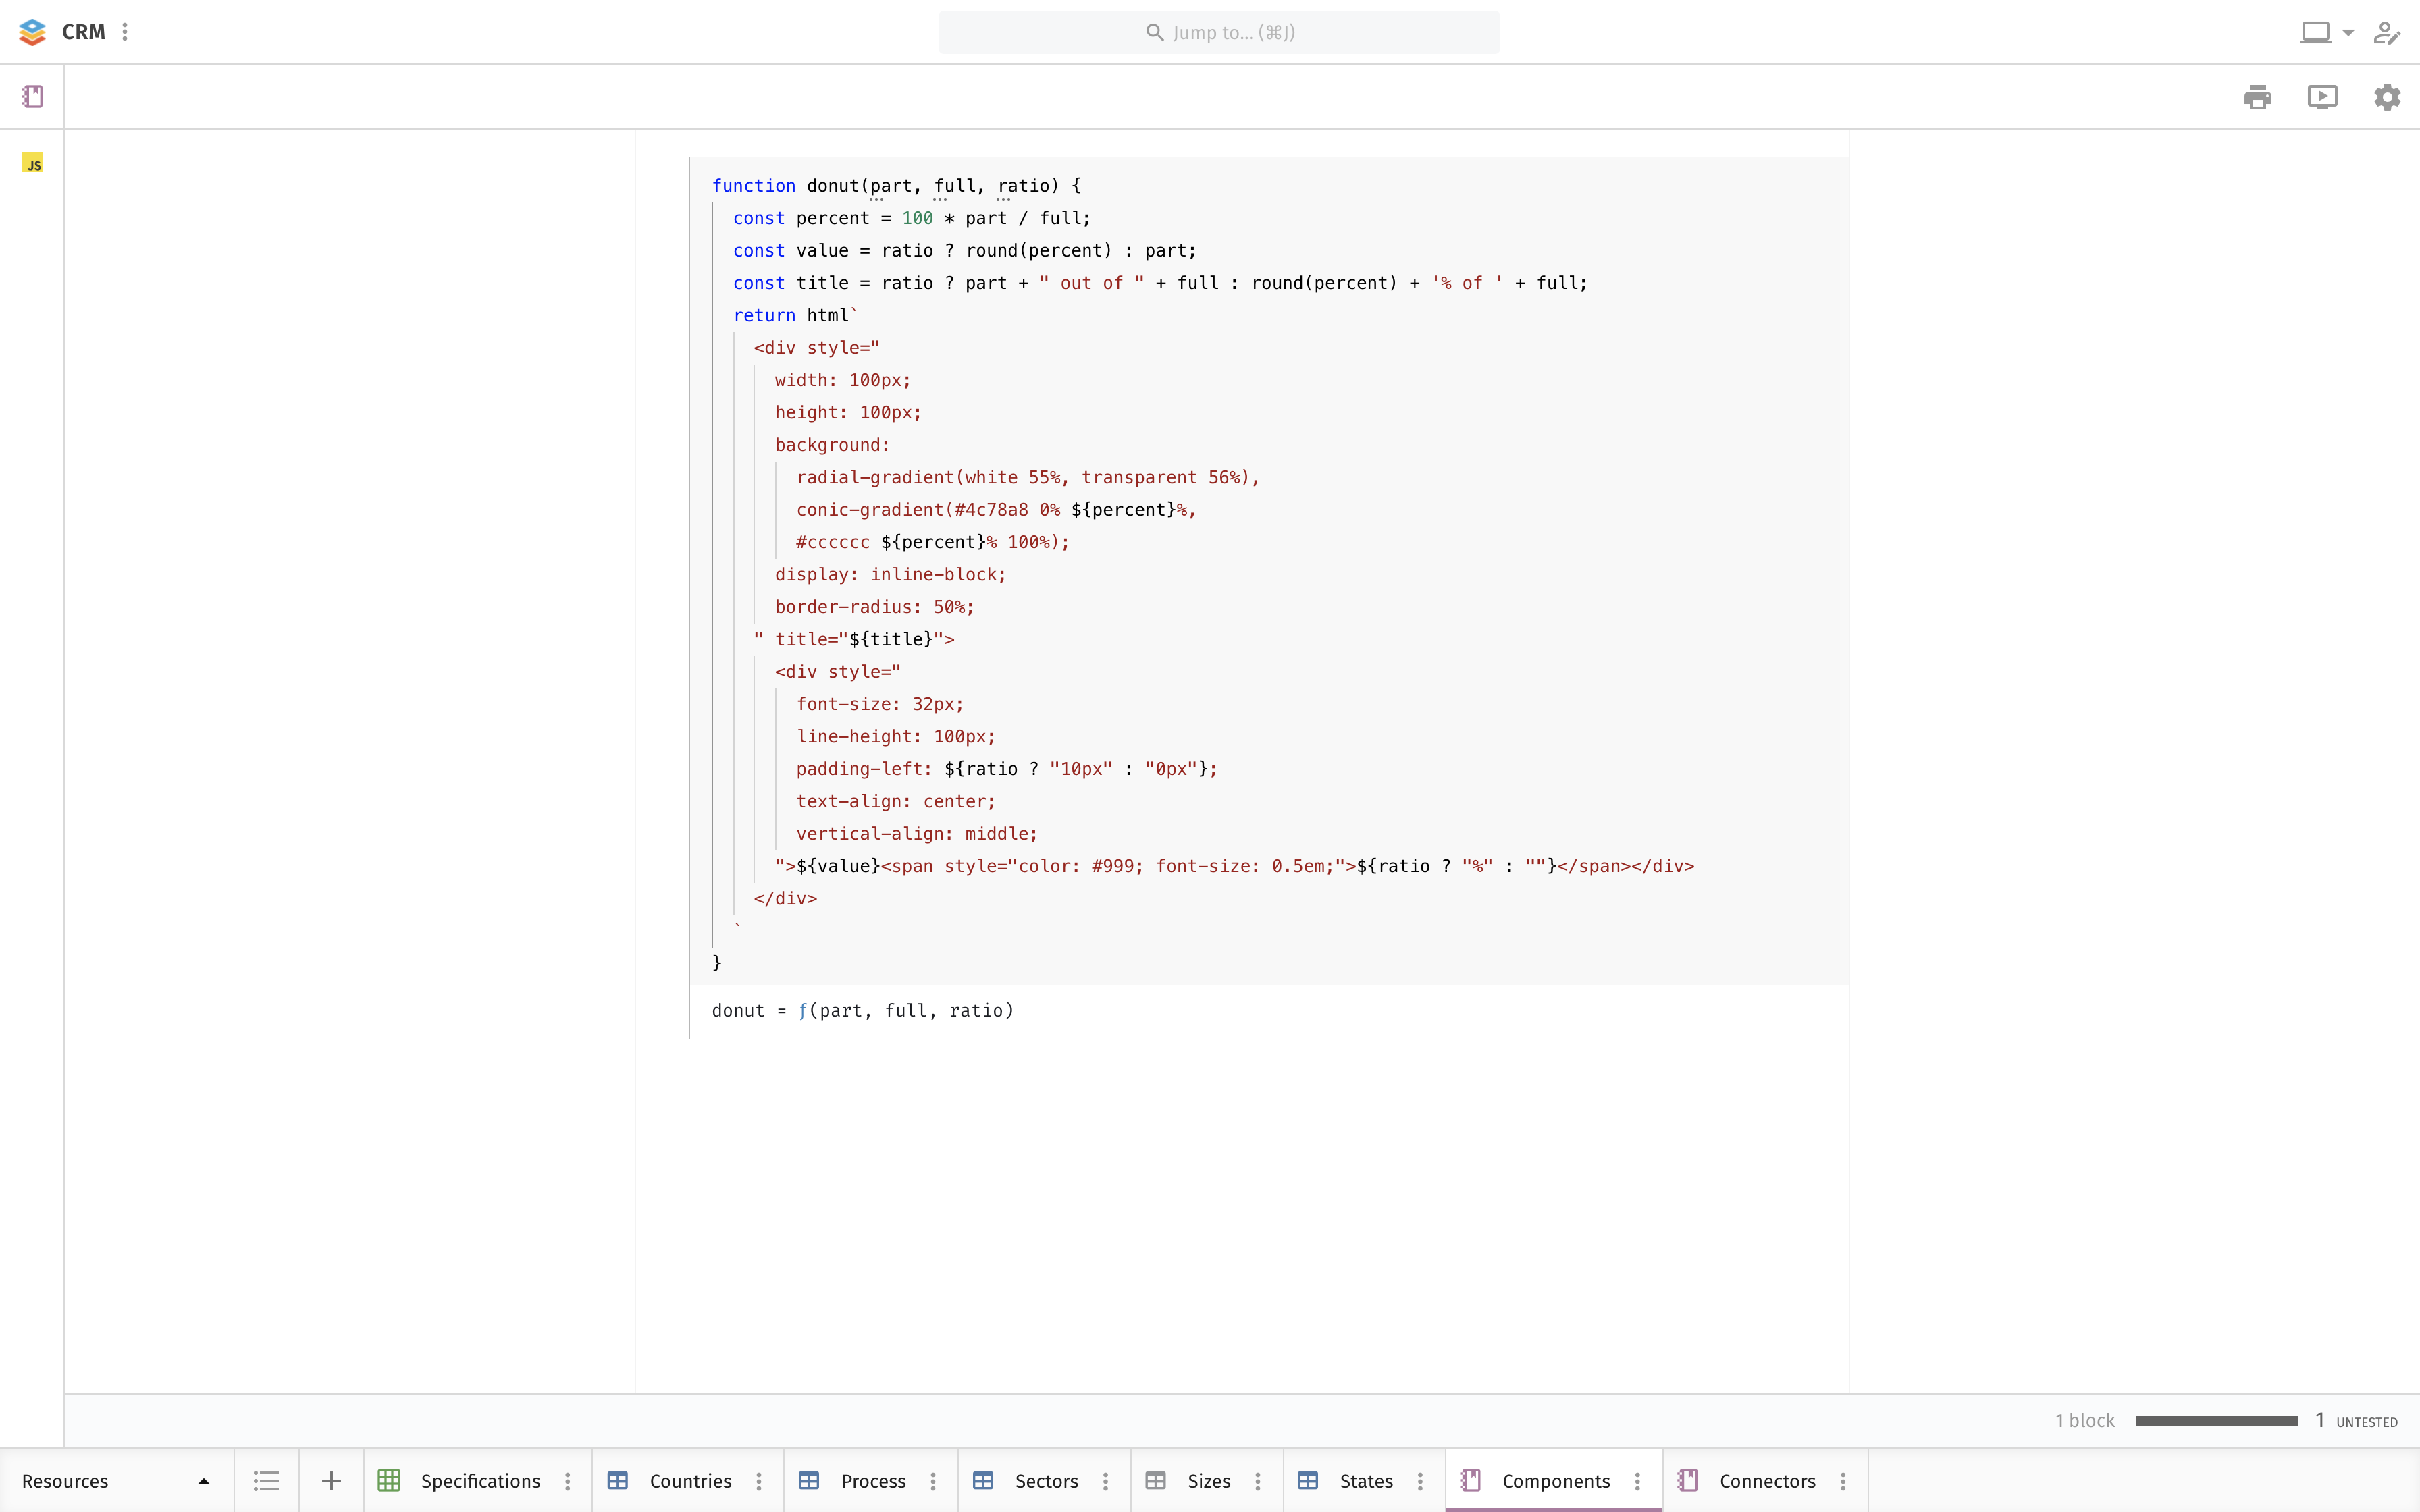 CRM
Jump to... (⌘J)
JS
function donut(part, full, ratio) {
const percent = 100 * part / full;
const value = ratio ? round(percent) : part;
const title = ratio ? part + " out of " + full : round(percent) + '% of ' + full;
return html`
<div style="
width: 100px;
height: 100px;
background:
radial-gradient(white 55%, transparent 56%),
conic-gradient(#4c78a8 0% ${percent}%,
#cccccc ${percent}% 100%);
display: inline-block;
border-radius: 50%;
" title="${title}">
<div style="
font-size: 32px;
line-height: 100px;
padding-left: ${ratio ? "10px" : "0px"};
text-align: center;
vertical-align: middle;
">${value}<span style="color: #999; font-size: 0.5em;">${ratio ? "%" : ""}</span></div>
</div>
`
}
donut = ƒ(part, full, ratio)
1 block 1 UNTESTED
Resources Specifications Countries Process Sectors Sizes States Components Connectors